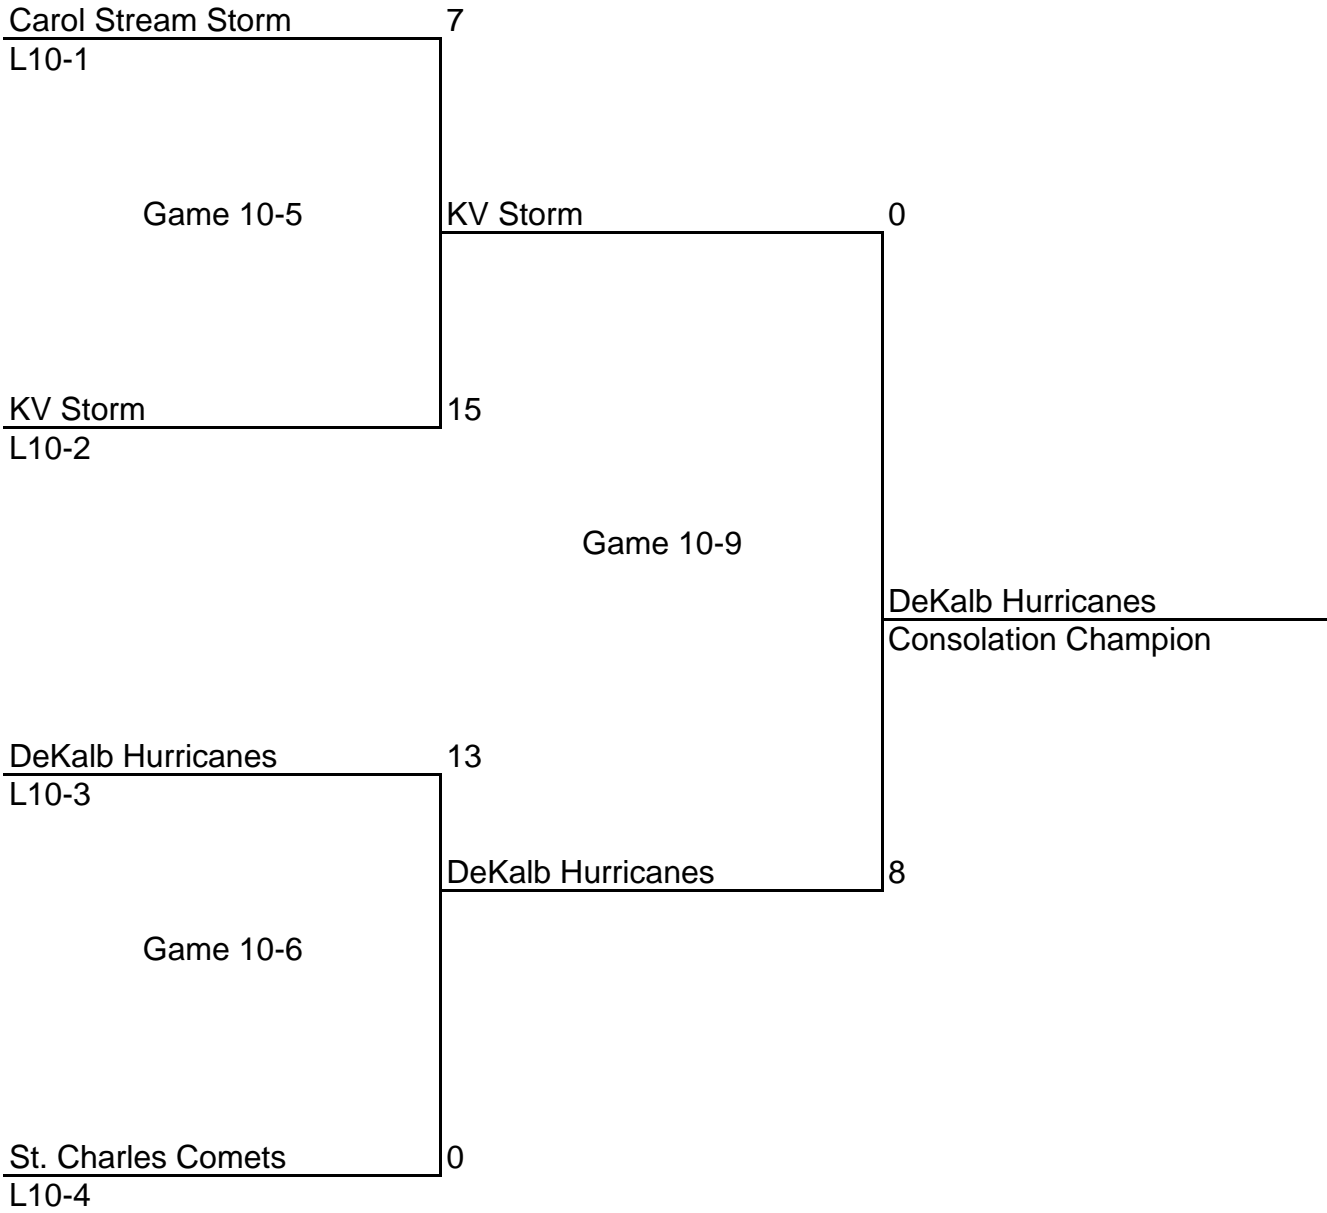 Carol Stream Storm 7
L10-1
Game 10-5 KV Storm 0
KV Storm 15
L10-2
Game 10-9
DeKalb Hurricanes
Consolation Champion
DeKalb Hurricanes 13
L10-3
DeKalb Hurricanes 8
Game 10-6
St. Charles Comets 0
L10-4